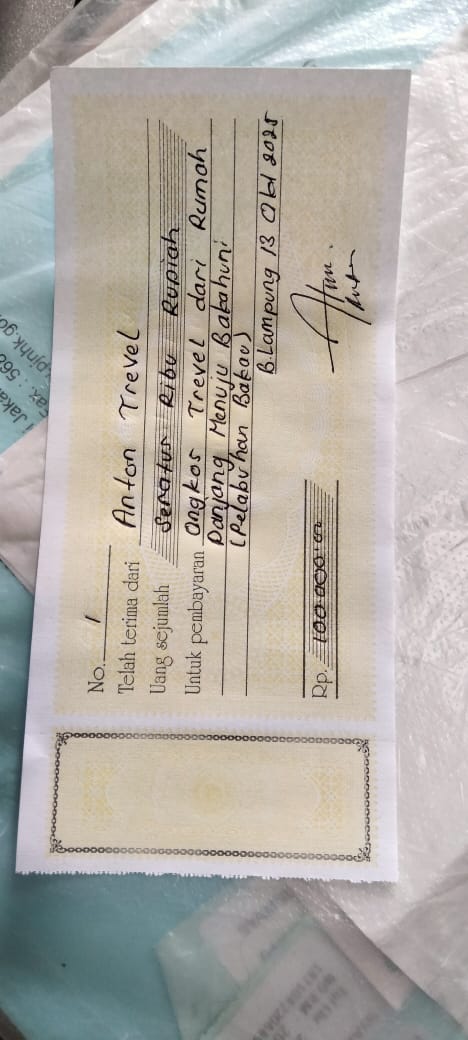 No. 1
Telah terima dari Anton Trevel
Uang sejumlah Seratus Ribu Rupiah
Untuk pembayaran Ongkos Trevel dari Rumah
Panjang Menuju Bakahuni
(Pelabuhan Bakau)
B.Lampung 13 Okt 2025
Rp. 100.000.00